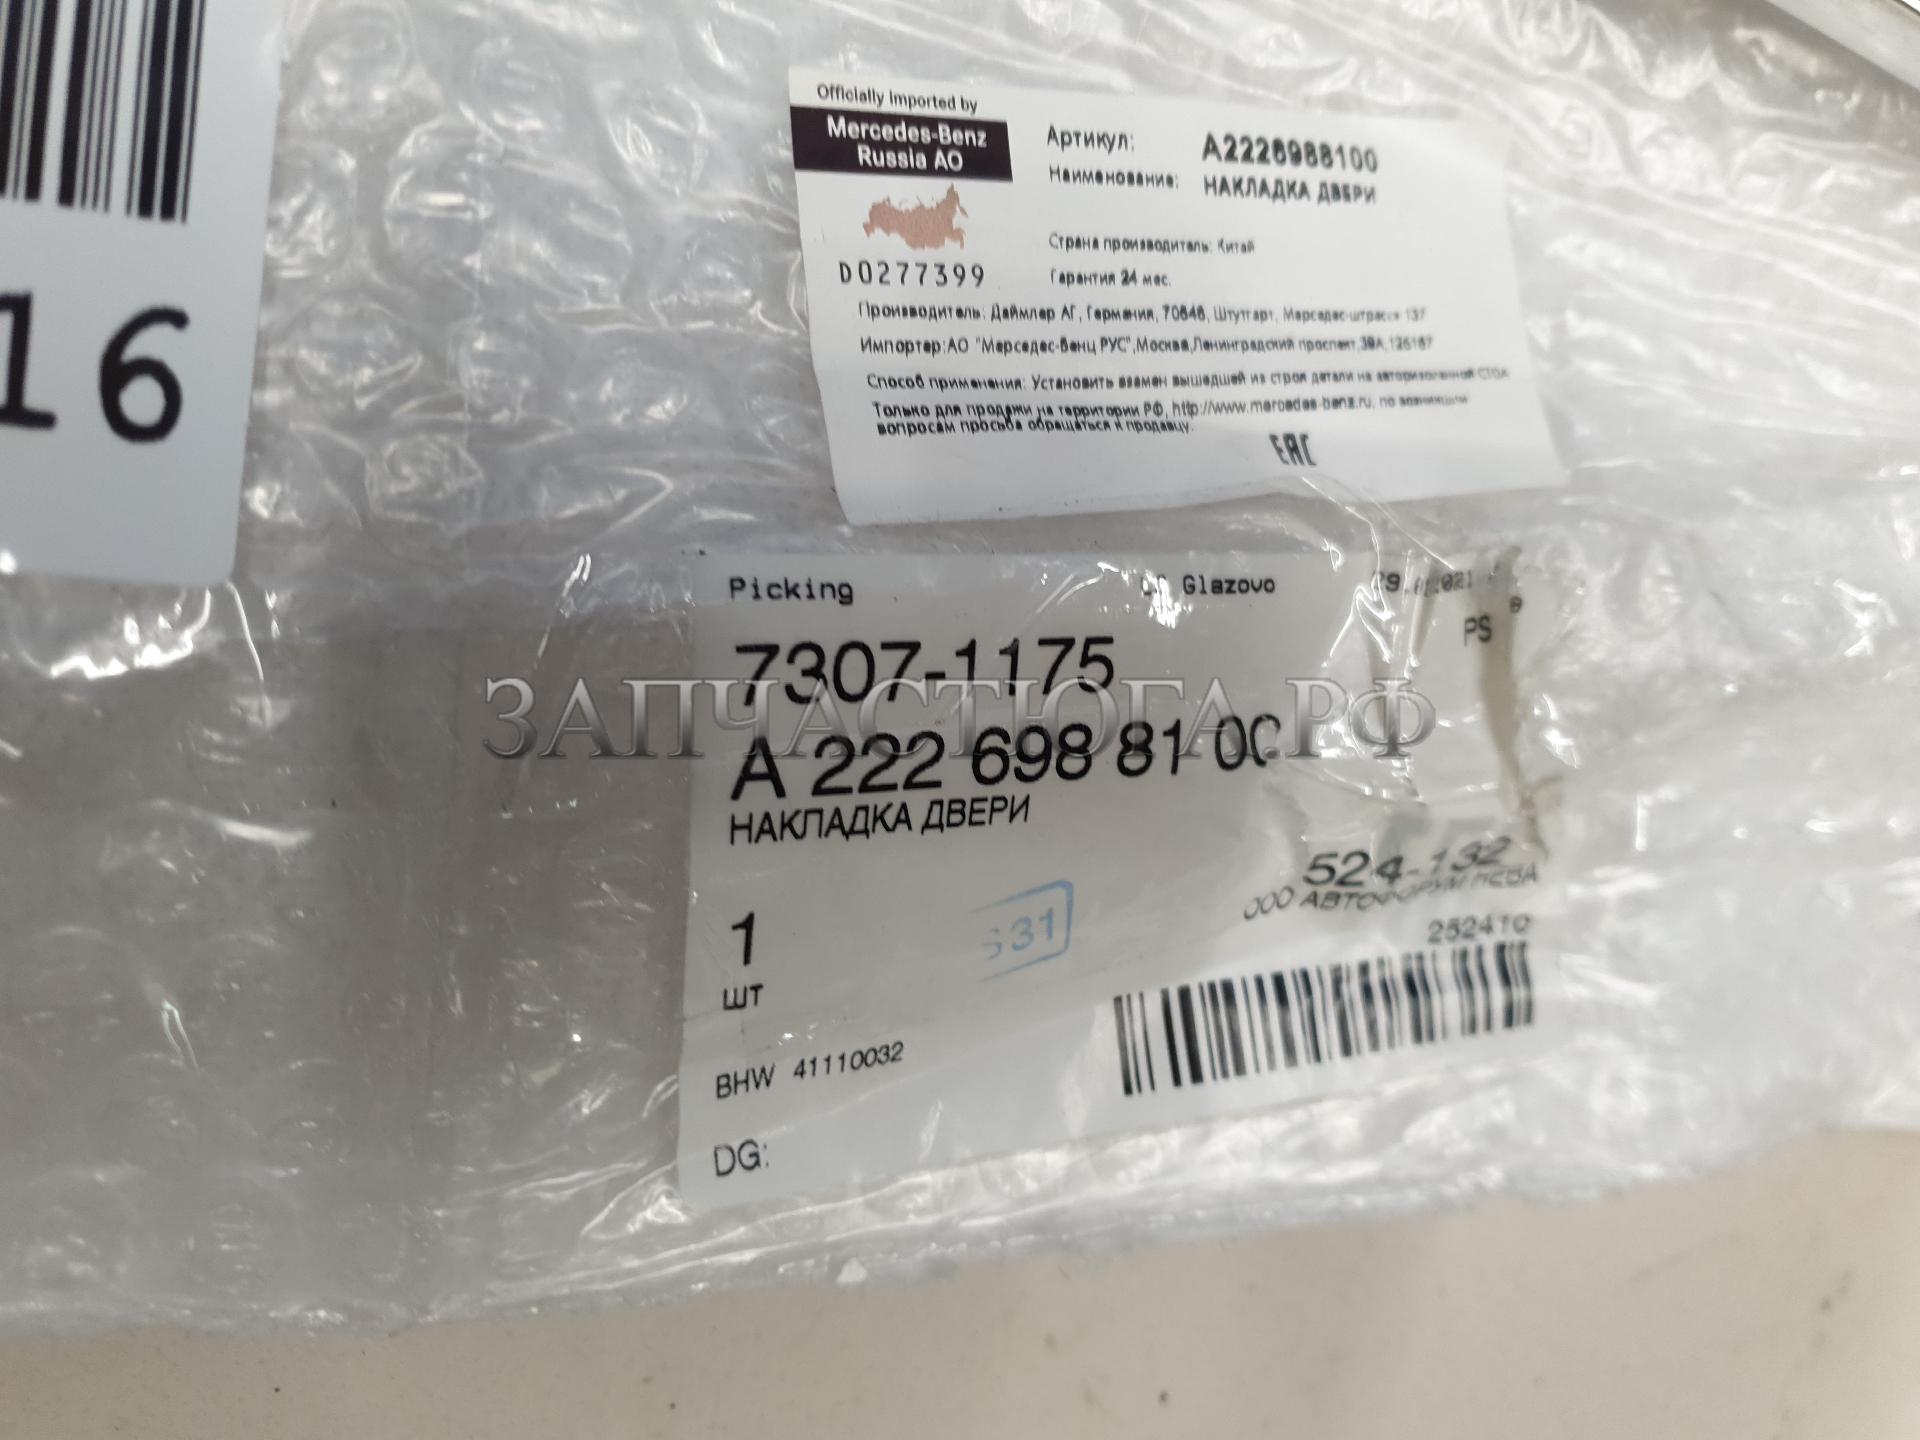 16
Officially imported by
Mercedes-Benz
Russia АО
D0277399
Артикул: A2226988100
Наименование: НАКЛАДКА ДВЕРИ
Страна производитель: Китай
Гарантия 24 мес.
Производитель: Даймлер АГ, Германия, 70546, Штутгарт, Мерседес-штрассе 137
Импортер:АО "Мерседес-Бенц РУС",Москва,Ленинградский проспект,39А,125167
Способ применения: Установить взамен вышедшей из строя детали на авторизованной СТОА
Только для продажи на территории РФ, http://www.mercedes-benz.ru, по возникшим
вопросам просьба обращаться к продавцу.
EAC
Picking Glazovo
PS
7307-1175
A 222 698 81 00
НАКЛАДКА ДВЕРИ
524-132
ООО АВТОФОРУМ НЕВА
1
631
252410
ШТ
BHW 41110032
DG:
ЗАПЧАСТЮГА.РФ